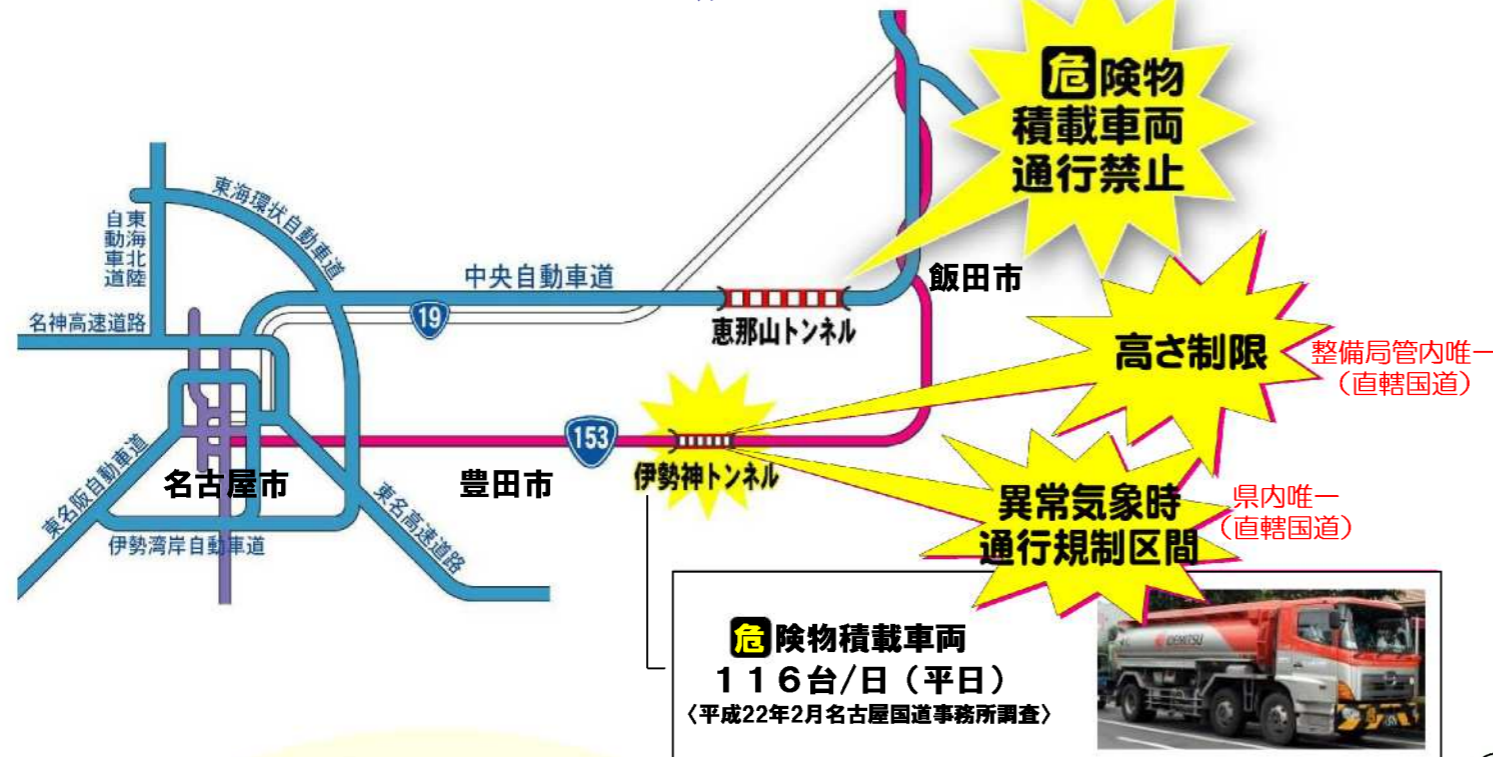 危険物
積載車両
通行禁止
東海環状自動車道
東海北陸
自動車道
中央自動車道
飯田市
名神高速道路
19
恵那山トンネル
高さ制限
整備局管内唯一
（直轄国道）
153
伊勢神トンネル
名古屋市
豊田市
東名阪自動車道
東名高速道路
伊勢湾岸自動車道
異常気象時
通行規制区間
県内唯一
（直轄国道）
危険物積載車両
116台/日（平日）
〈平成22年2月名古屋国道事務所調査〉
IDEMITSU